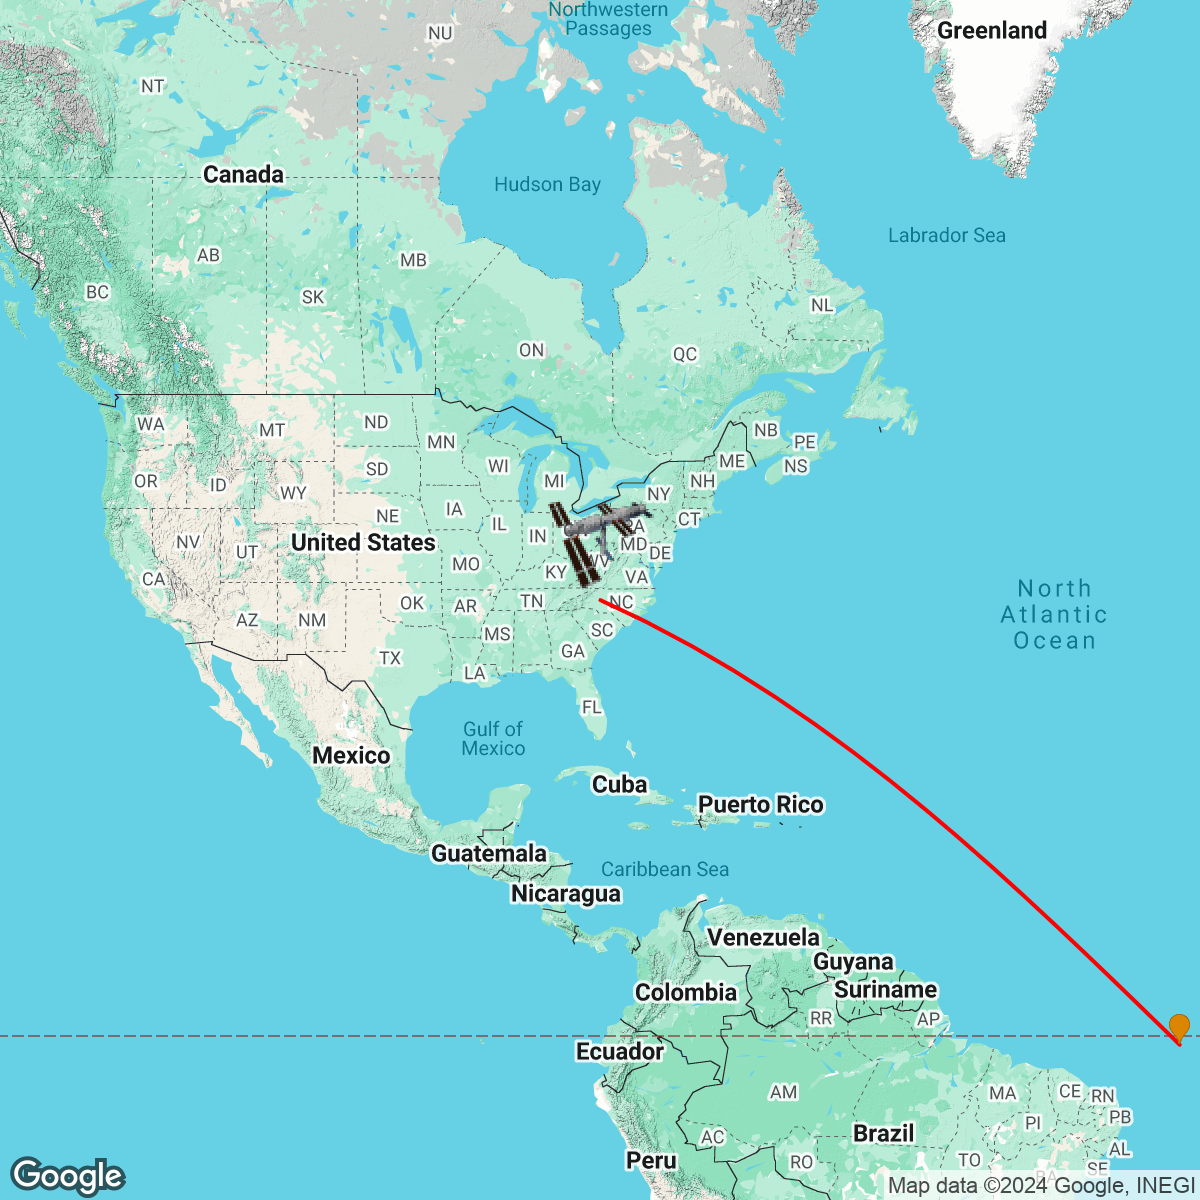 Northwestern
Passages
Greenland
NU
NT
Canada
Hudson Bay
Labrador Sea
AB
MB
BC
SK
NL
ON
QC
WA
MT
ND
MN
NB
PE
ME
NS
OR
ID
WY
SD
WI
MI
NH
NY
CT
NE
IA
IL
IN
PA
MD
DE
NV
UT
United States
CA
MO
KY
WV
VA
AZ
NM
OK
AR
TN
NC
SC
MS
GA
TX
LA
FL
North
Atlantic
Ocean
Gulf of
Mexico
Mexico
Cuba
Puerto Rico
Guatemala
Caribbean Sea
Nicaragua
Venezuela
Guyana
Suriname
Colombia
RR
AP
Ecuador
AM
MA
CE
RN
PB
PI
AC
Brazil
AL
Peru
RO
TO
SE
BA
Google
Map data ©2024 Google, INEGI